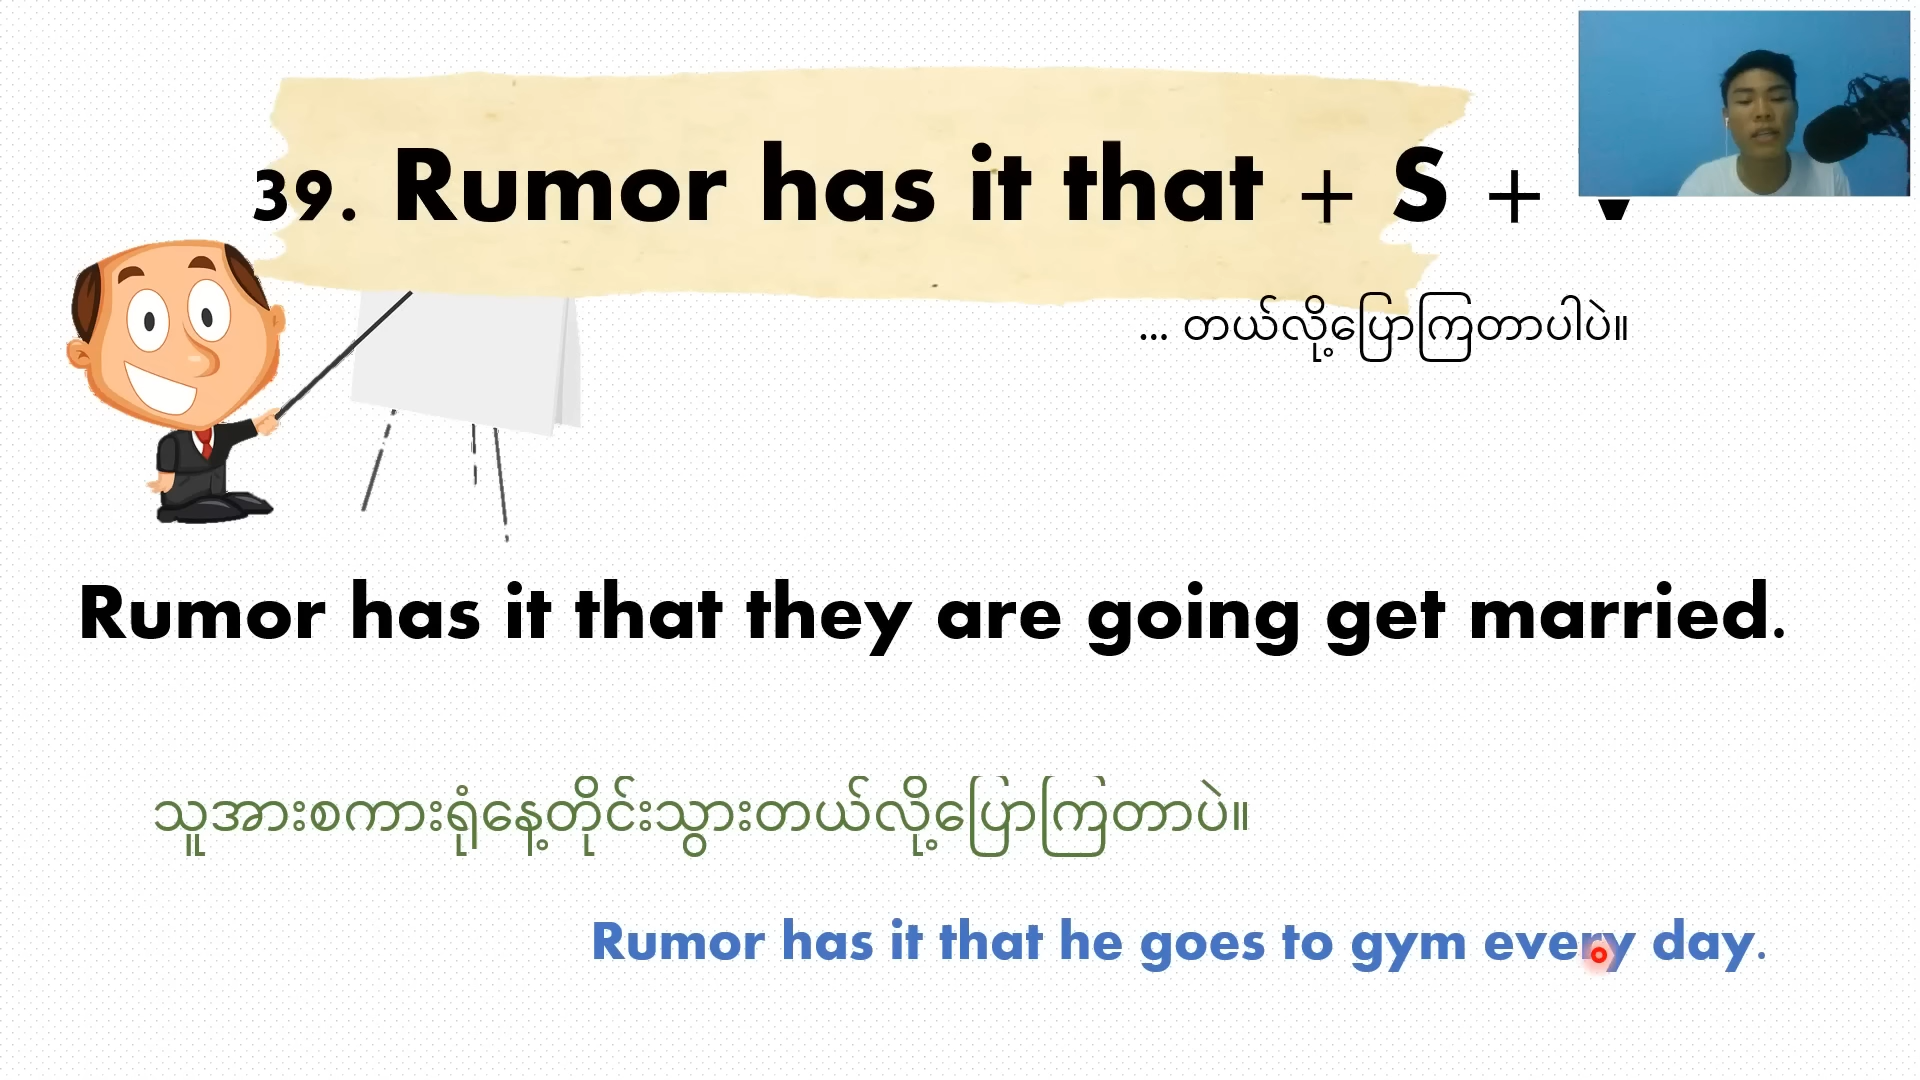 39. Rumor has it that + S + V
... တယ်လို့ပြောကြတာပါပဲ။
Rumor has it that they are going get married.
သူအားစကားရုံနေ့တိုင်းသွားတယ်လို့ပြောကြတာပဲ။
Rumor has it that he goes to gym every day.